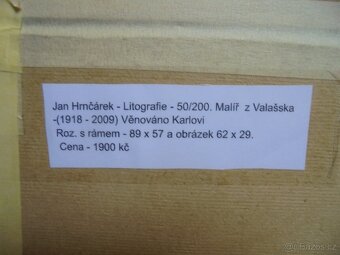 Jan Hrnčárek - Litografie - 50/200. Malíř z Valašska
-(1918 - 2009) Věnováno Karlovi
Roz. s rámem - 89 x 57 a obrázek 62 x 29.
Cena - 1900 kč